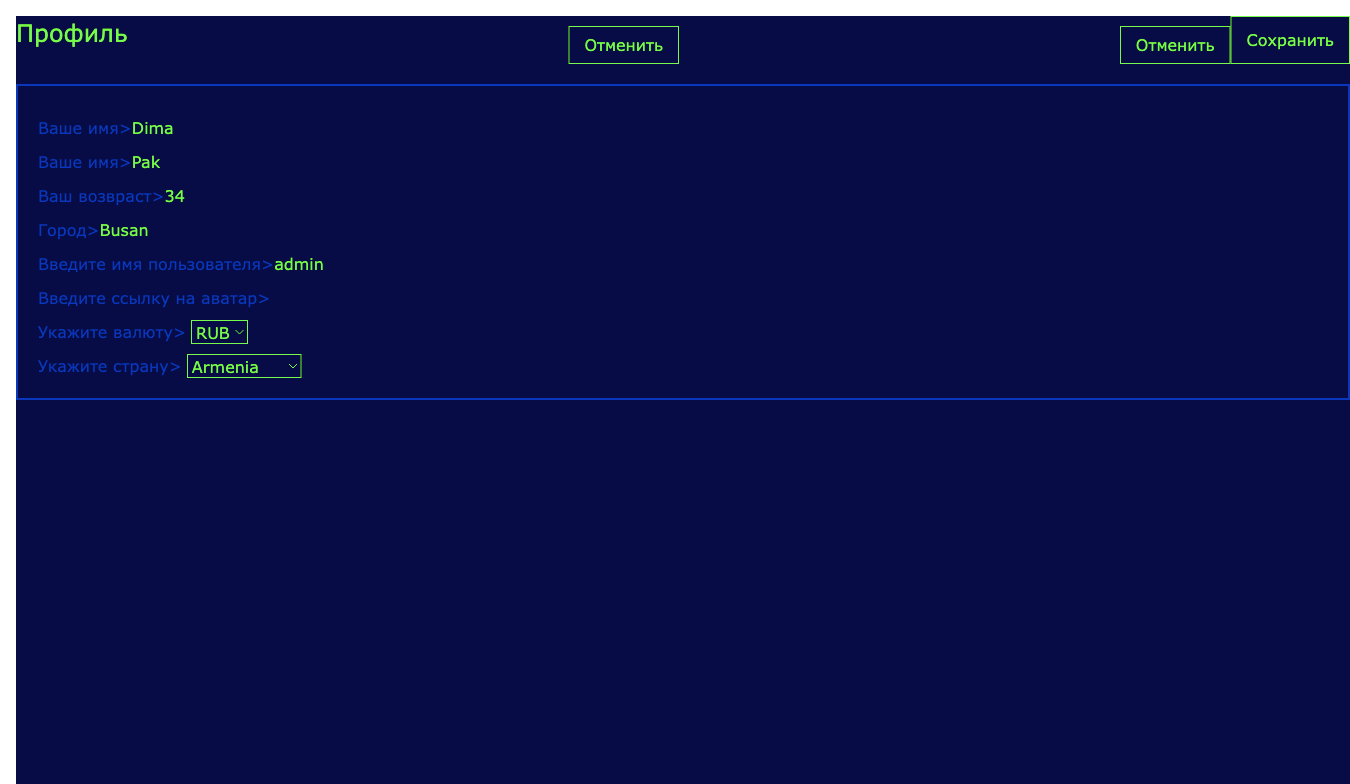 Профиль
Отменить
Отменить
Сохранить
Ваше имя>Dima
Ваше имя>Pak
Ваш возвраст>34
Город>Busan
Введите имя пользователя>admin
Введите ссылку на аватар>
Укажите валюту> RUB
Укажите страну> Armenia